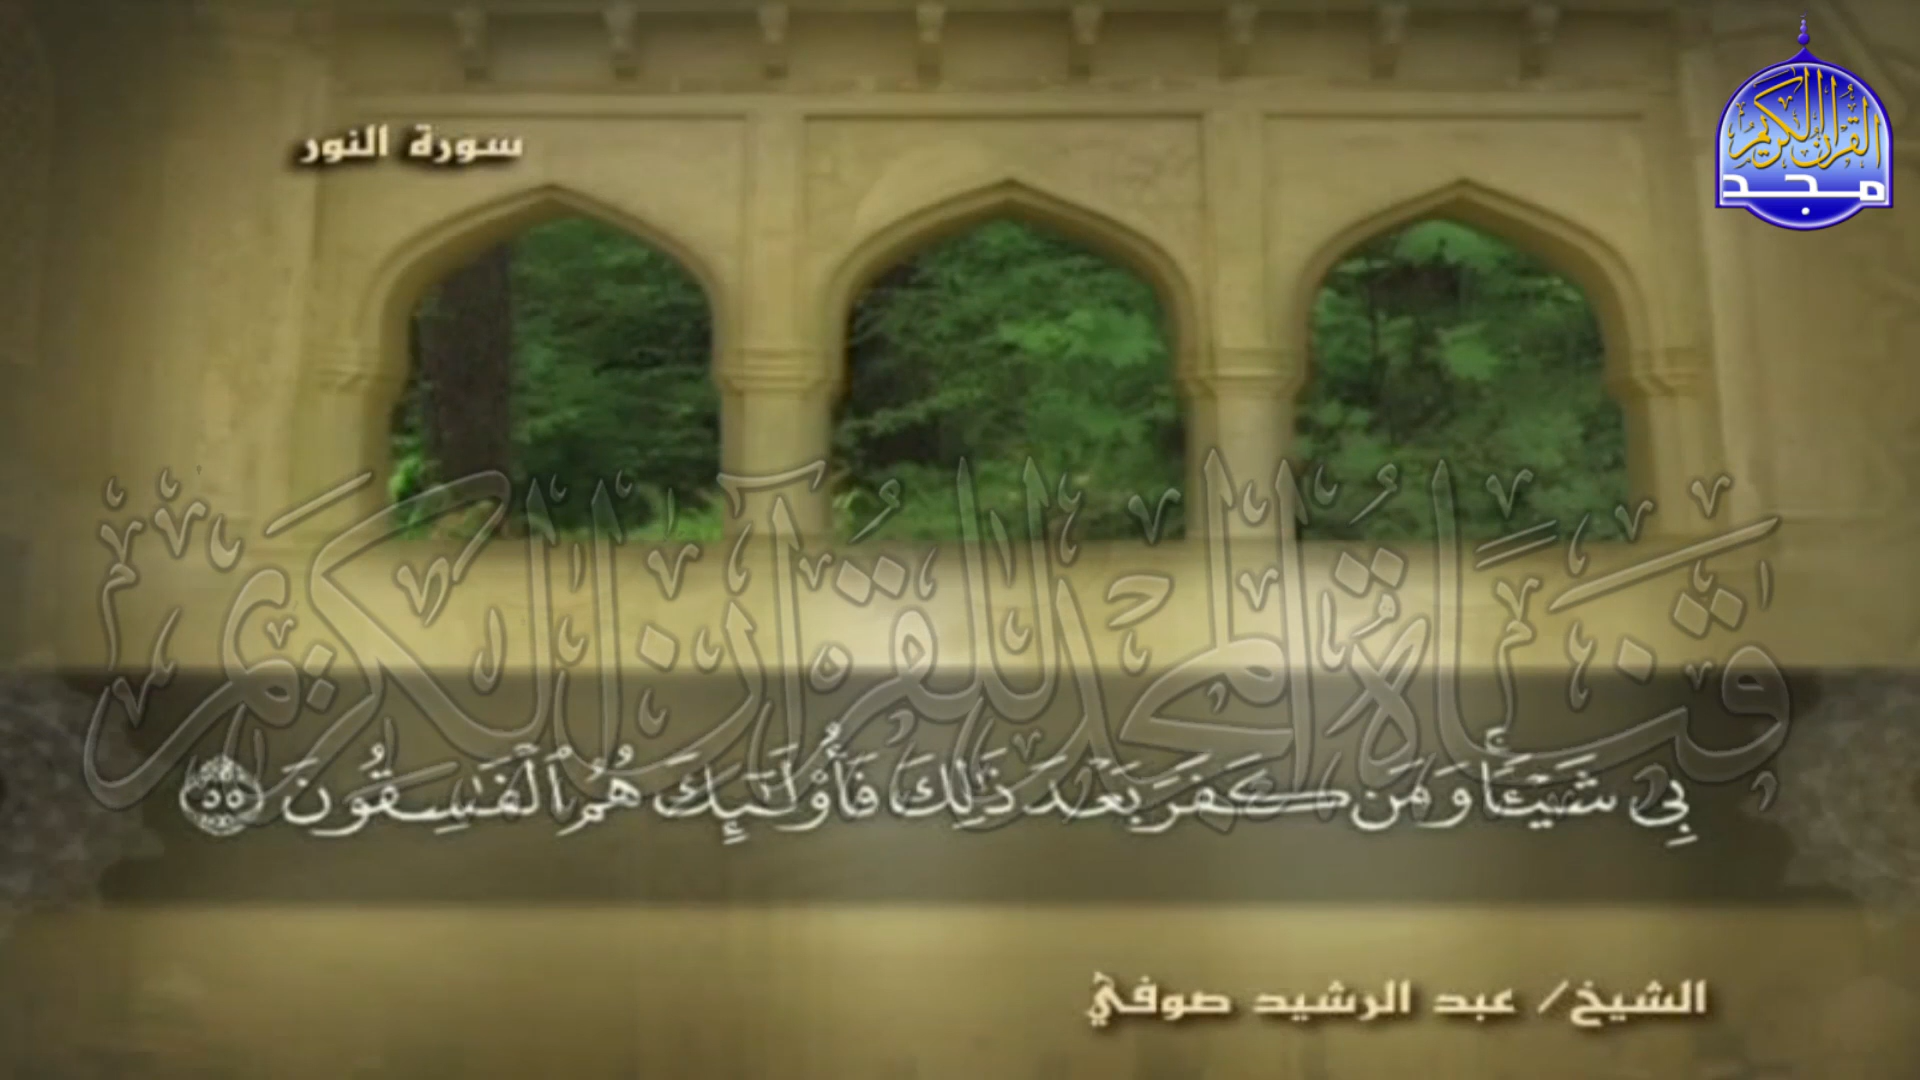 سورة النور
القرآن الكريم
مجد
قناة المجد للقرآن الكريم
بِى شَيْـًٔا ۚ وَمَن كَفَرَ بَعْدَ ذَٰلِكَ فَأُو۟لَـٰٓئِكَ هُمُ ٱلْفَـٰسِقُونَ ٥٥
الشيخ/ عبد الرشيد صوفي